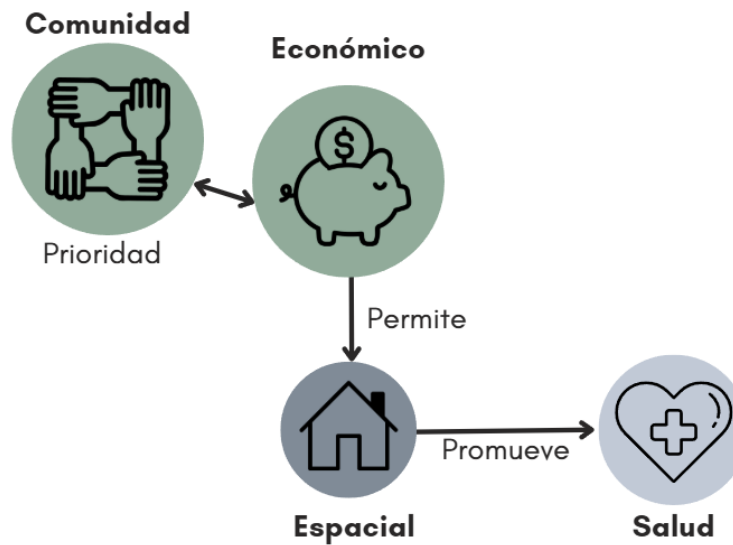 Comunidad
Económico
$
Prioridad
Permite
Promueve
Espacial
Salud